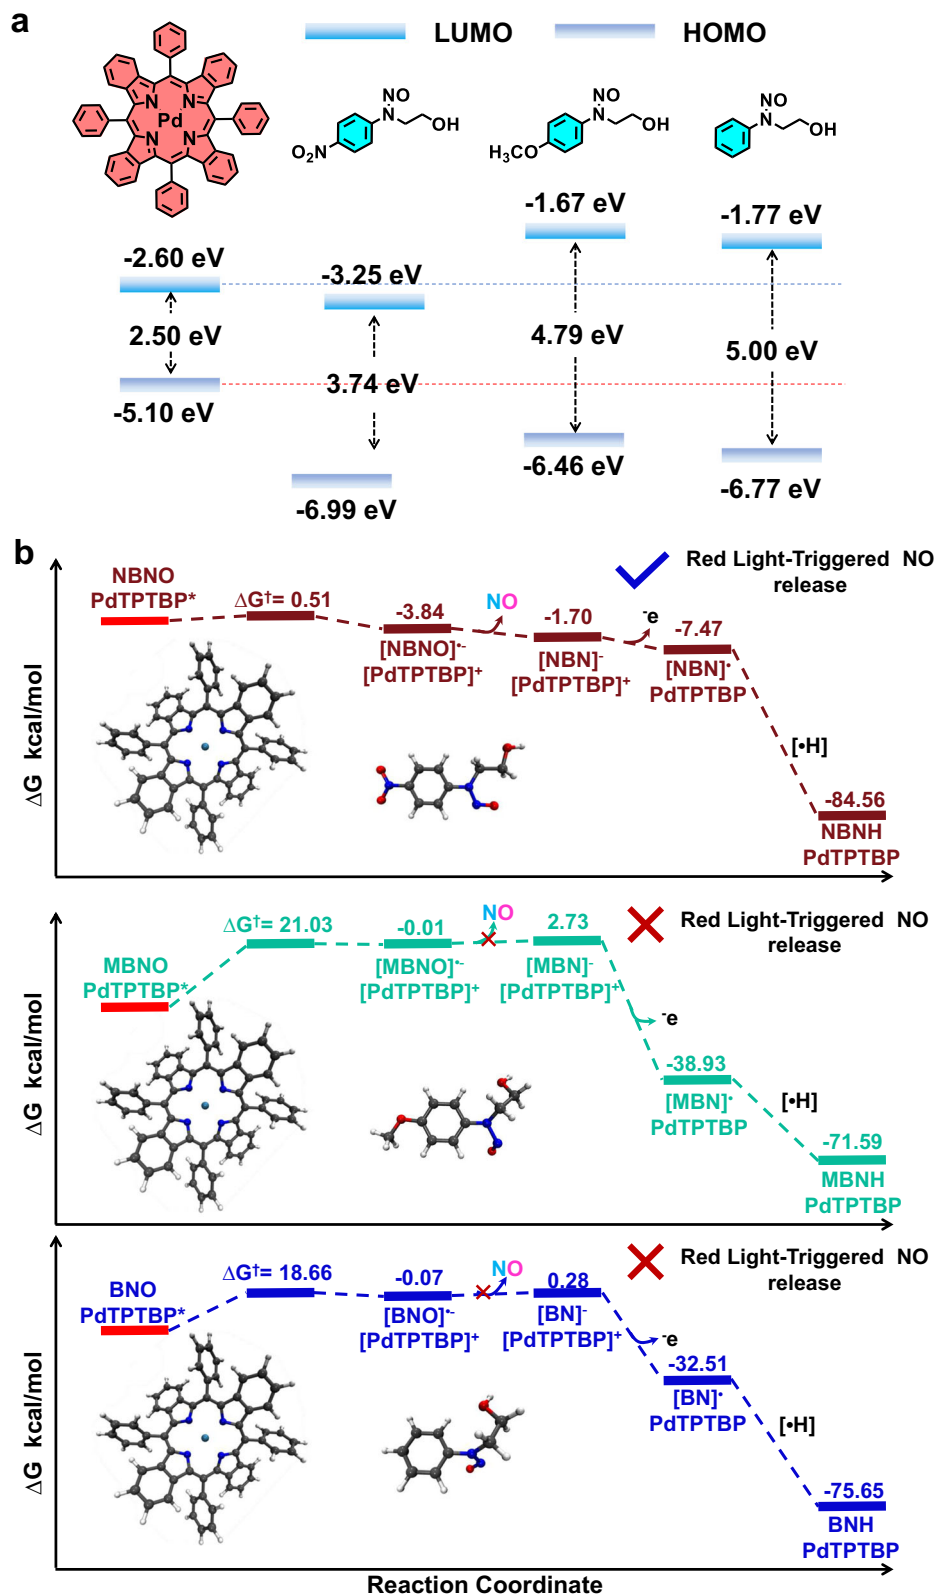 a
LUMO
HOMO
N
N
Pd
N
N
NO
N
OH
NO₂
NO
N
OH
H₃CO
NO
N
OH
-2.60 eV
-3.25 eV
-1.67 eV
-1.77 eV
2.50 eV
3.74 eV
4.79 eV
5.00 eV
-5.10 eV
-6.99 eV
-6.46 eV
-6.77 eV
b
ΔG kcal/mol
NBNO
PdTPTBP*
ΔG†= 0.51
-3.84
[NBNO]•-
[PdTPTBP]+
NO
-1.70
[NBN]-
[PdTPTBP]+
-e
-7.47
[NBN]•
PdTPTBP
[•H]
-84.56
NBNH
PdTPTBP
Red Light-Triggered NO
release
ΔG kcal/mol
MBNO
PdTPTBP*
ΔG†= 21.03
-0.01
[MBNO]•-
[PdTPTBP]+
NO
2.73
[MBN]-
[PdTPTBP]+
-e
-38.93
[MBN]•
PdTPTBP
[•H]
-71.59
MBNH
PdTPTBP
Red Light-Triggered NO
release
ΔG kcal/mol
BNO
PdTPTBP*
ΔG†= 18.66
-0.07
[BNO]•-
[PdTPTBP]+
NO
0.28
[BN]-
[PdTPTBP]+
-e
-32.51
[BN]•
PdTPTBP
[•H]
-75.65
BNH
PdTPTBP
Red Light-Triggered NO
release
Reaction Coordinate